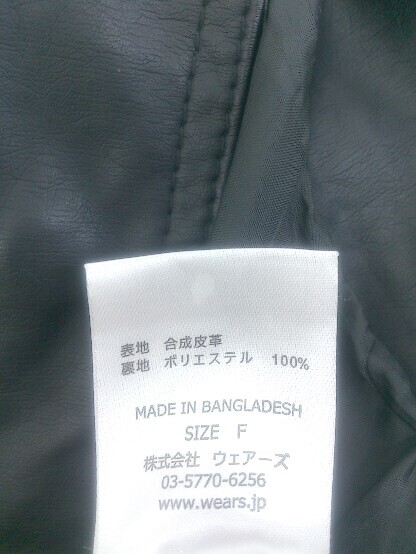 表地 合成皮革
裏地 ポリエステル 100%
MADE IN BANGLADESH
SIZE F
株式会社 ウェアーズ
03-5770-6256
www.wears.jp